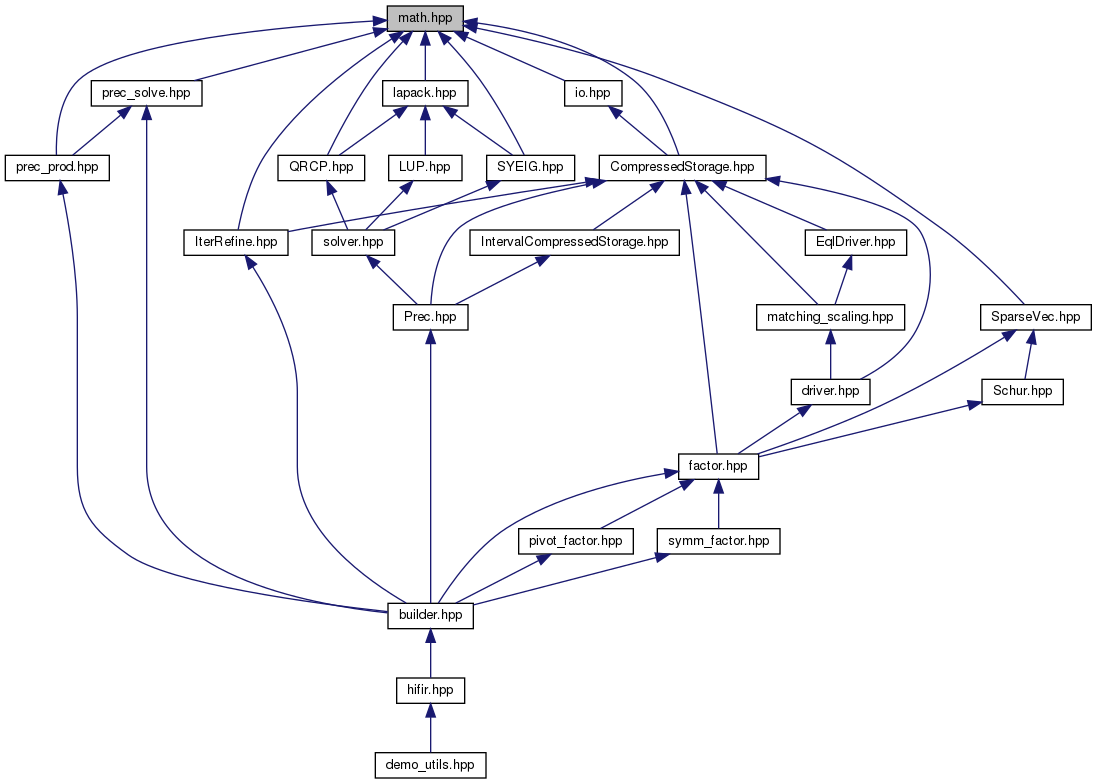 math.hpp
prec_solve.hpp
lapack.hpp
io.hpp
prec_prod.hpp
QRCP.hpp
LUP.hpp
SYEIG.hpp
CompressedStorage.hpp
IterRefine.hpp
solver.hpp
IntervalCompressedStorage.hpp
EqlDriver.hpp
Prec.hpp
matching_scaling.hpp
SparseVec.hpp
driver.hpp
Schur.hpp
factor.hpp
pivot_factor.hpp
symm_factor.hpp
builder.hpp
hifir.hpp
demo_utils.hpp